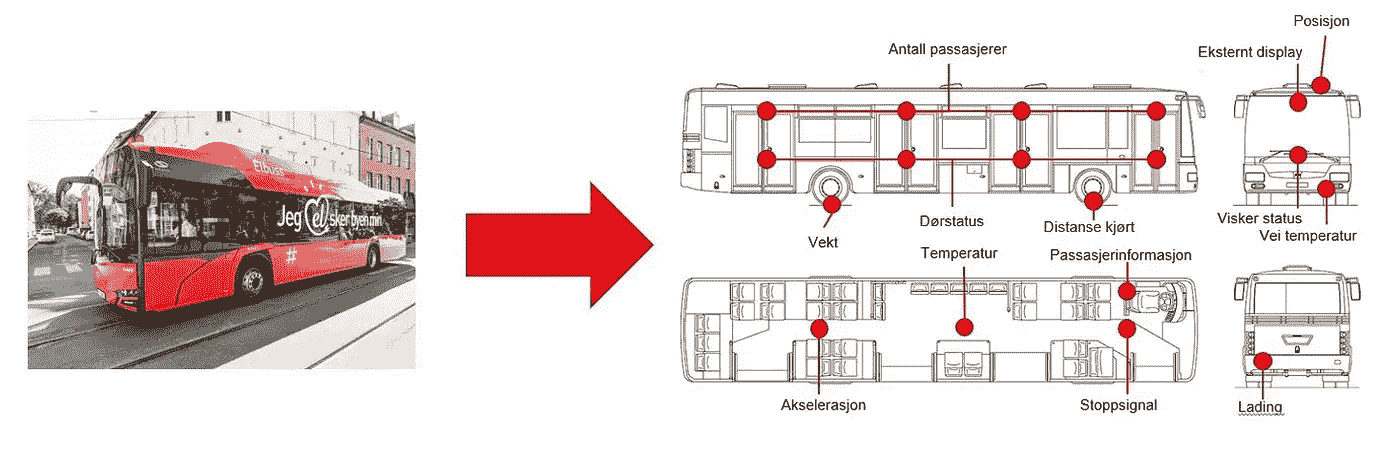 Elbuss
Jeg elsker byen min
#
Antall passasjerer
Dørstatus
Vekt
Distanse kjørt
Posisjon
Eksternt display
Visker status
Vei temperatur
Temperatur
Passasjerinformasjon
Akselerasjon
Stoppsignal
Lading